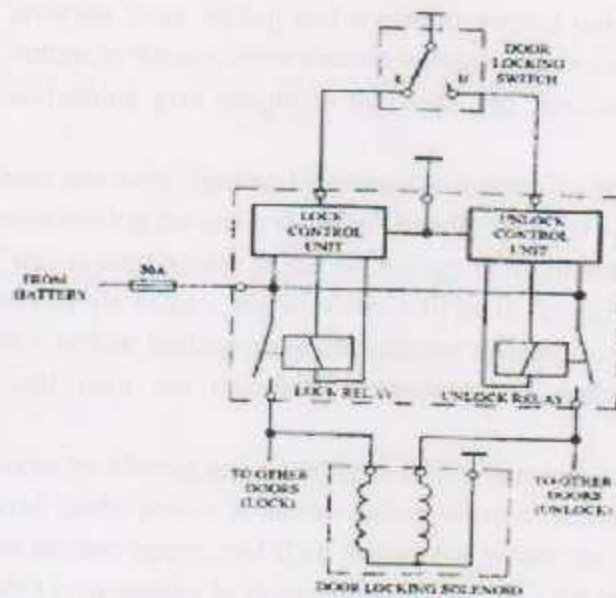 DOOR
LOCKING
SWITCH
L U
LOCK
CONTROL
UNIT
UNLOCK
CONTROL
UNIT
FROM
BATTERY
30A
LOCK RELAY
UNLOCK RELAY
TO OTHER
DOORS
(LOCK)
TO OTHER
DOORS
(UNLOCK)
DOOR LOCKING SOLENOID